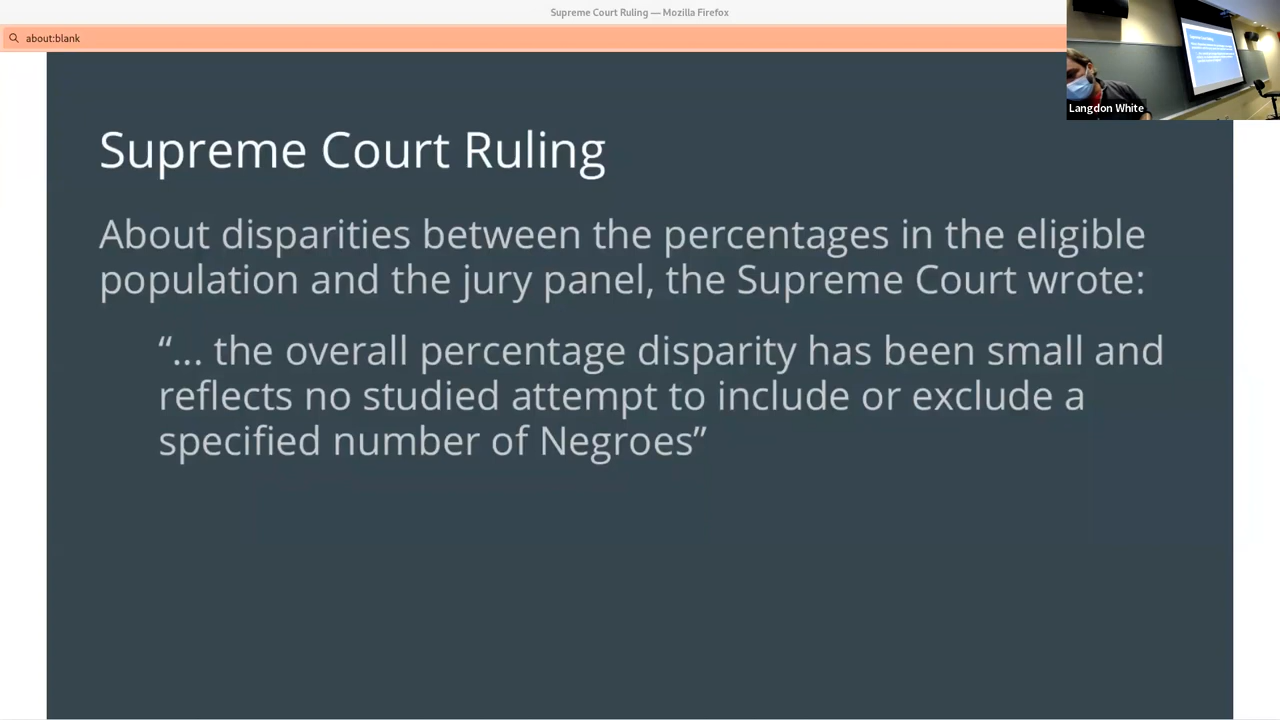 Supreme Court Ruling — Mozilla Firefox
about:blank
Langdon White
Supreme Court Ruling
About disparities between the percentages in the eligible
population and the jury panel, the Supreme Court wrote:
“... the overall percentage disparity has been small and
reflects no studied attempt to include or exclude a
specified number of Negroes”